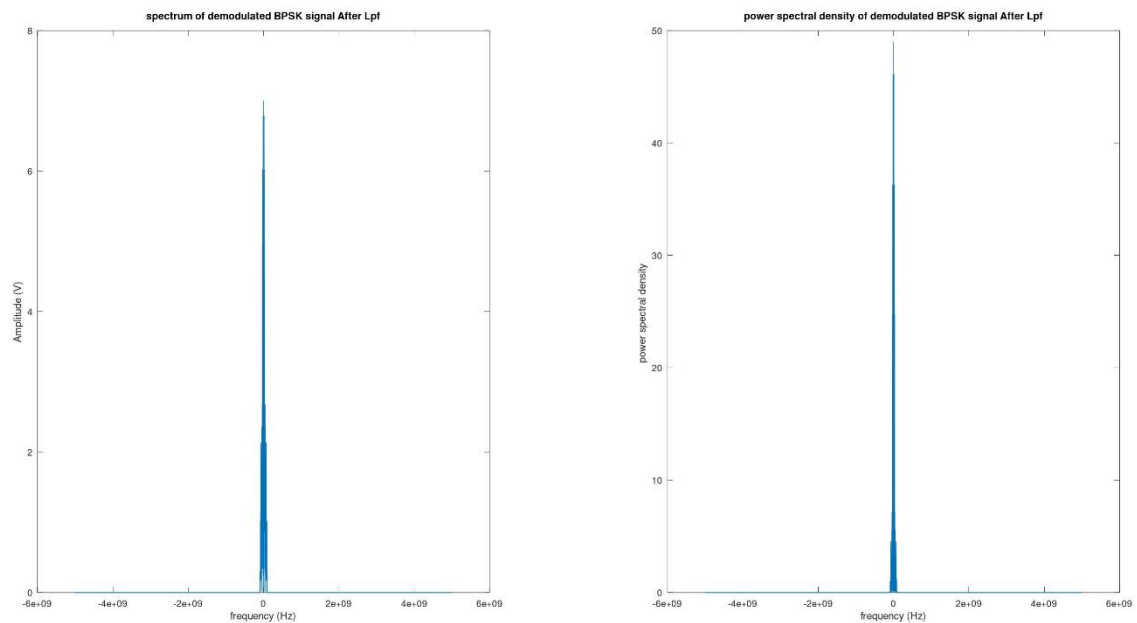 spectrum of demodulated BPSK signal After Lpf
8
6
4
2
0
Amplitude (V)
-6e+09 -4e+09 -2e+09 0 2e+09 4e+09 6e+09
frequency (Hz)
power spectral density of demodulated BPSK signal After Lpf
50
40
30
20
10
0
power spectral density
-6e+09 -4e+09 -2e+09 0 2e+09 4e+09 6e+09
frequency (Hz)